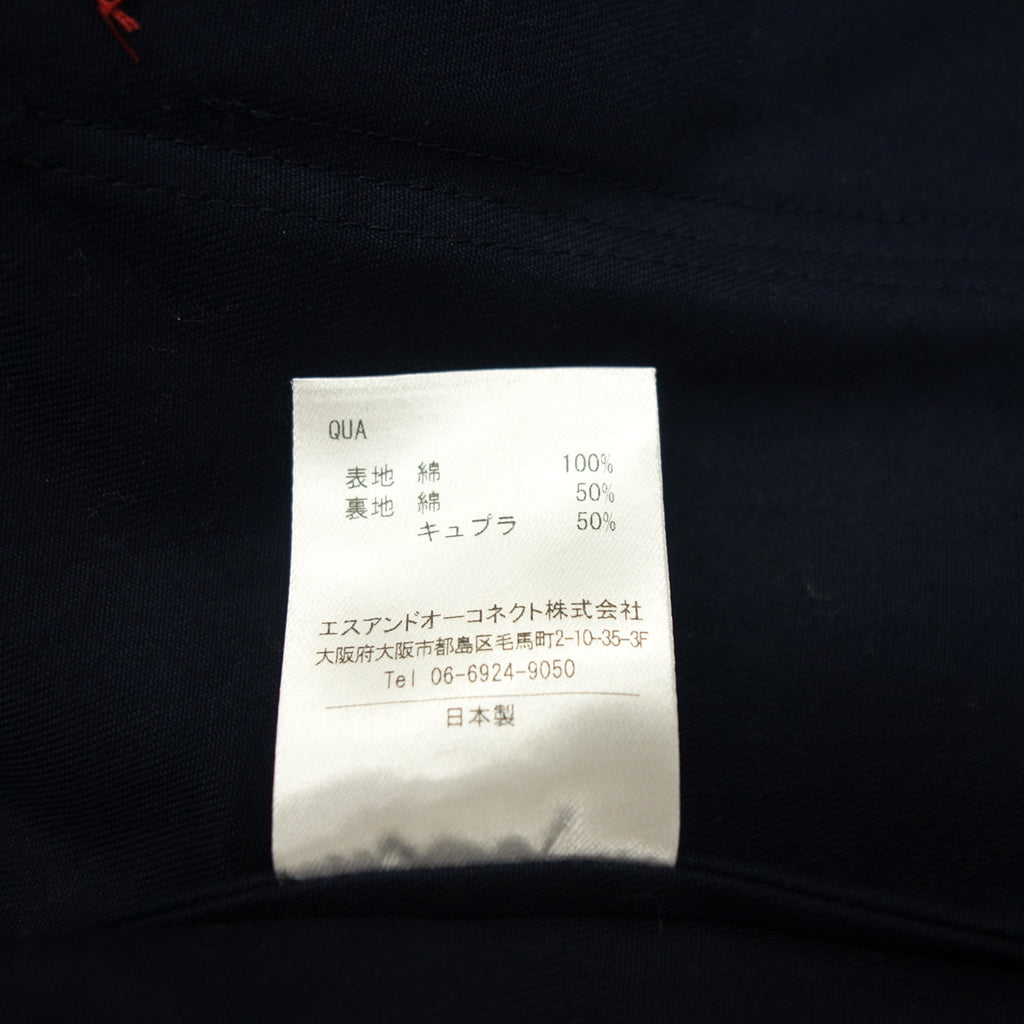 QUA
表地 綿 100%
裏地 綿 50%
キュプラ 50%
エスアンドオーコネクト株式会社
大阪府大阪市都島区毛馬町2-10-35-3F
Tel 06-6924-9050
日本製